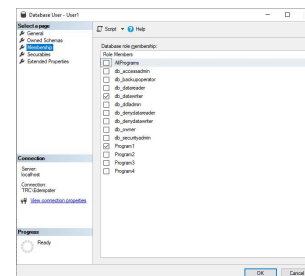 Database User - User1
Select a page
General
Owned Schemas
Membership
Securables
Extended Properties
Script
Help
Database role membership:
Role Members
AllPrograms
db_accessadmin
db_backupoperator
db_datareader
db_datawriter
db_ddladmin
db_denydatareader
db_denydatawriter
db_owner
db_securityadmin
Program1
Program2
Program3
Program4
Connection
Server:
localhost
Connection:
View connection properties
Progress
Ready
OK
Cancel